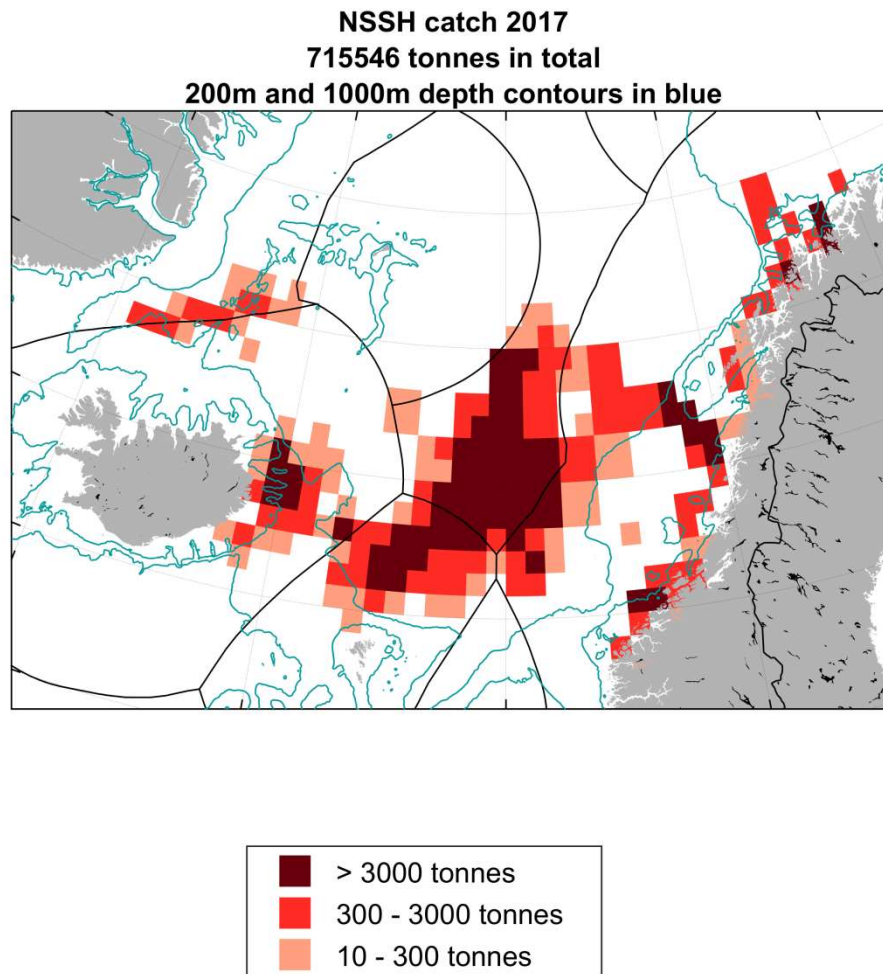 NSSH catch 2017
715546 tonnes in total
200m and 1000m depth contours in blue
> 3000 tonnes
300 - 3000 tonnes
10 - 300 tonnes